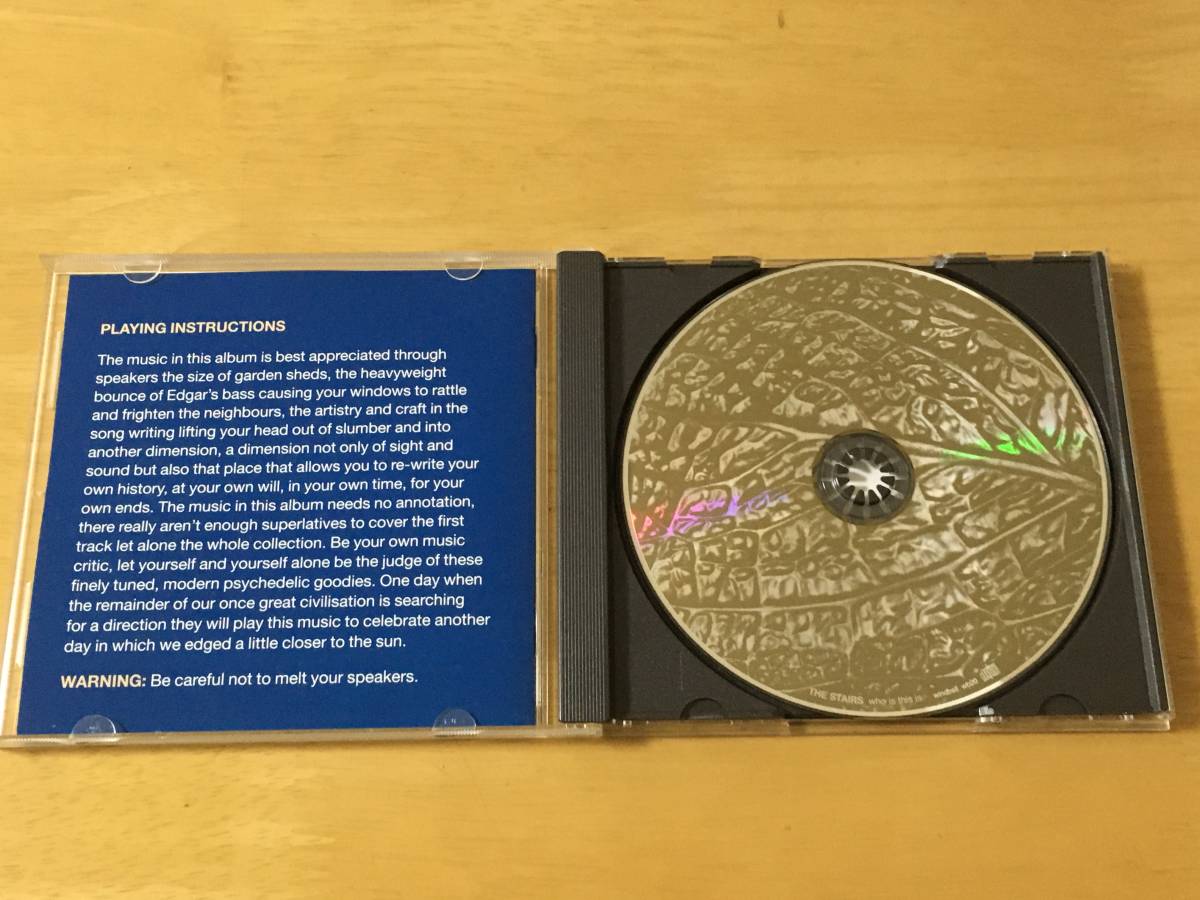 PLAYING INSTRUCTIONS
The music in this album is best appreciated through
speakers the size of garden sheds, the heavyweight
bounce of Edgar's bass causing your windows to rattle
and frighten the neighbours, the artistry and craft in the
song writing lifting your head out of slumber and into
another dimension, a dimension not only of sight and
sound but also that place that allows you to re-write your
own history, at your own will, in your own time, for your
own ends. The music in this album needs no annotation,
there really aren't enough superlatives to cover the first
track let alone the whole collection. Be your own music
critic, let yourself and yourself alone be the judge of these
finely tuned, modern psychedelic goodies. One day when
the remainder of our once great civilisation is searching
for a direction they will play this music to celebrate another
day in which we edged a little closer to the sun.
WARNING: Be careful not to melt your speakers.
THE STAIRS who is this is windbell